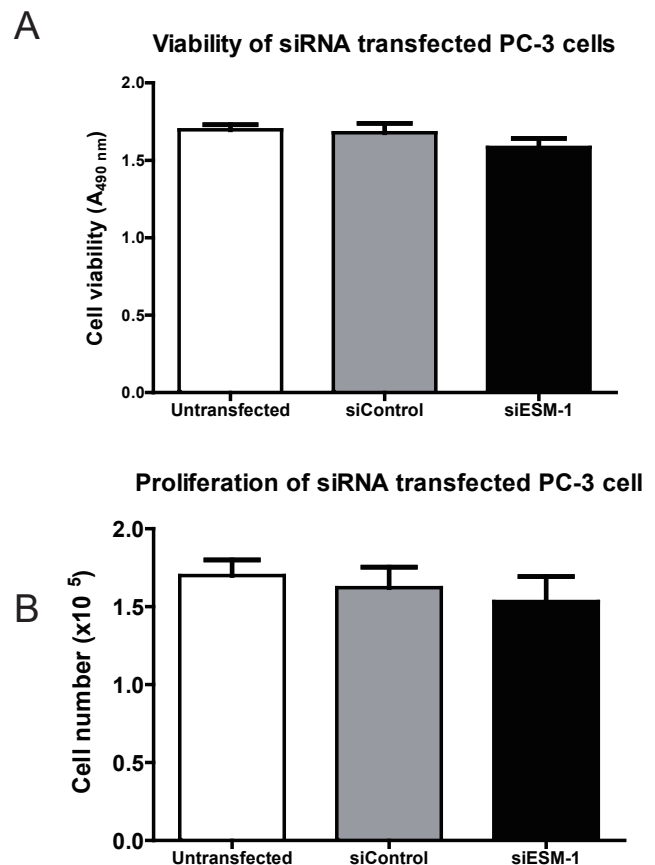 A
Viability of siRNA transfected PC-3 cells
Cell viability (A490 nm)
2.0
1.5
1.0
0.5
0.0
Untransfected siControl siESM-1
Proliferation of siRNA transfected PC-3 cell
B
Cell number (x10 5)
2.0
1.5
1.0
0.5
0.0
Untransfected siControl siESM-1